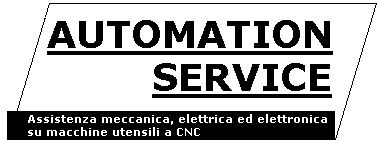 AUTOMATION
SERVICE
Assistenza meccanica, elettrica ed elettronica
su macchine utensili a CNC